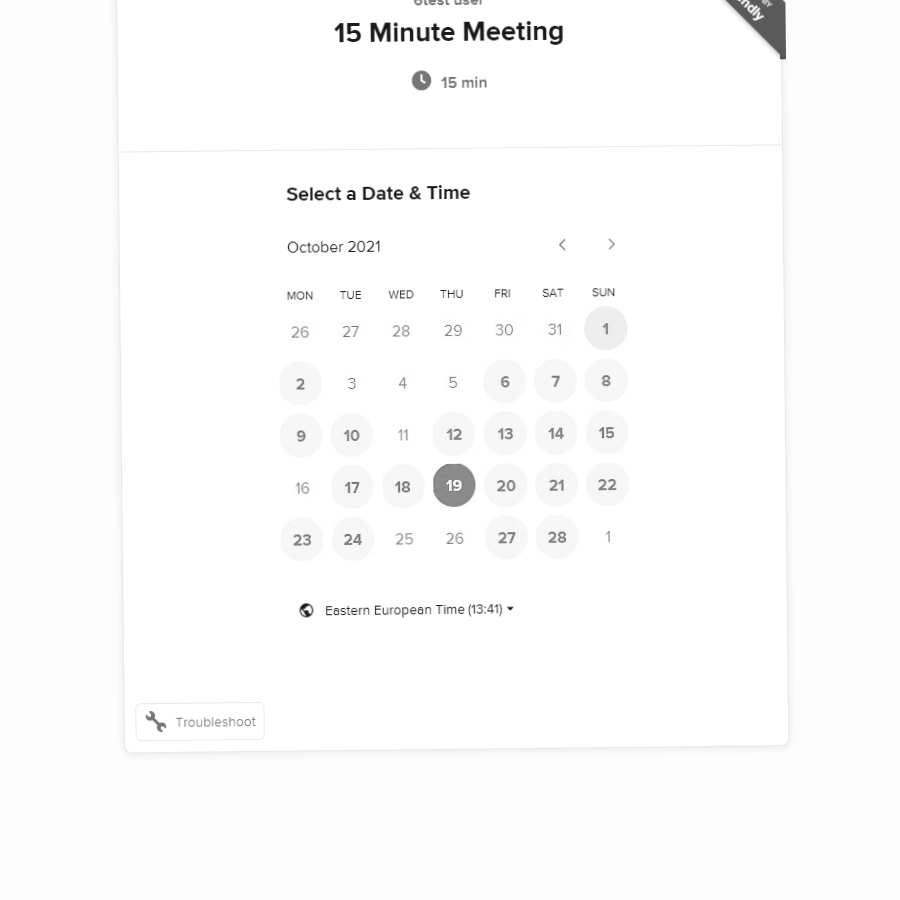 6test user
15 Minute Meeting
15 min
Select a Date & Time
October 2021
MON TUE WED THU FRI SAT SUN
26 27 28 29 30 31 1
2 3 4 5 6 7 8
9 10 11 12 13 14 15
16 17 18 19 20 21 22
23 24 25 26 27 28 1
Eastern European Time (13:41)
Troubleshoot